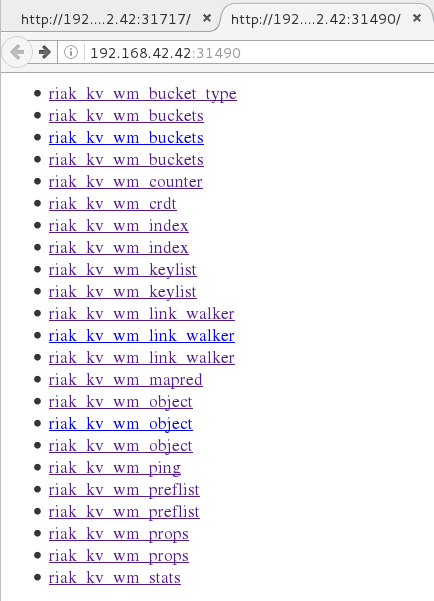 http://192....2.42:31717/ × http://192....2.42:31490/ ×
192.168.42.42:31490
riak_kv_wm_bucket_type
riak_kv_wm_buckets
riak_kv_wm_buckets
riak_kv_wm_buckets
riak_kv_wm_counter
riak_kv_wm_crdt
riak_kv_wm_index
riak_kv_wm_index
riak_kv_wm_keylist
riak_kv_wm_keylist
riak_kv_wm_link_walker
riak_kv_wm_link_walker
riak_kv_wm_link_walker
riak_kv_wm_mapred
riak_kv_wm_object
riak_kv_wm_object
riak_kv_wm_object
riak_kv_wm_ping
riak_kv_wm_preflist
riak_kv_wm_preflist
riak_kv_wm_props
riak_kv_wm_props
riak_kv_wm_stats